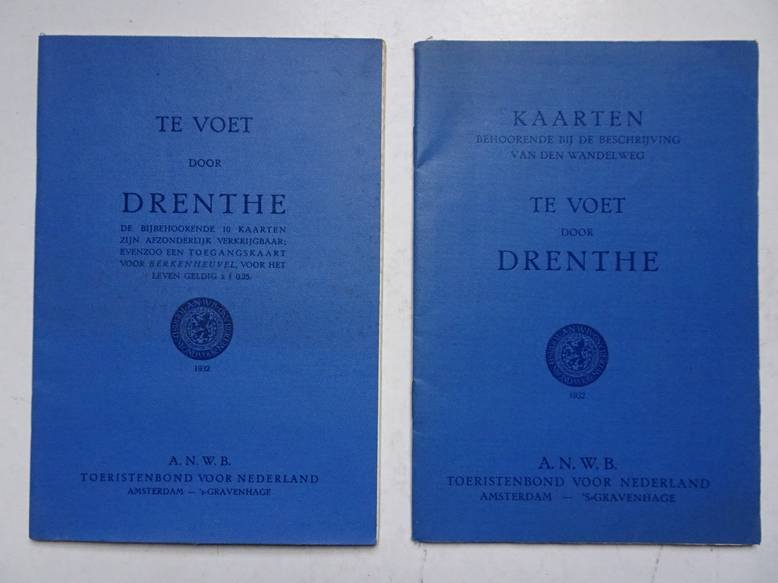 TE VOET
DOOR
DRENTHE
DE BIJBEHOORENDE 10 KAARTEN
ZIJN AFZONDERLIJK VERKRIJGBAAR;
EVENZOO EEN TOEGANGSKAART
VOOR BERKENHEUVEL, VOOR HET
LEVEN GELDIG à f 0.25.
1932
A. N. W. B.
TOERISTENBOND VOOR NEDERLAND
AMSTERDAM — 's-GRAVENHAGE
KAARTEN
BEHOORENDE BIJ DE BESCHRIJVING
VAN DEN WANDELWEG
TE VOET
DOOR
DRENTHE
1932
A. N. W. B.
TOERISTENBOND VOOR NEDERLAND
AMSTERDAM — 'S-GRAVENHAGE